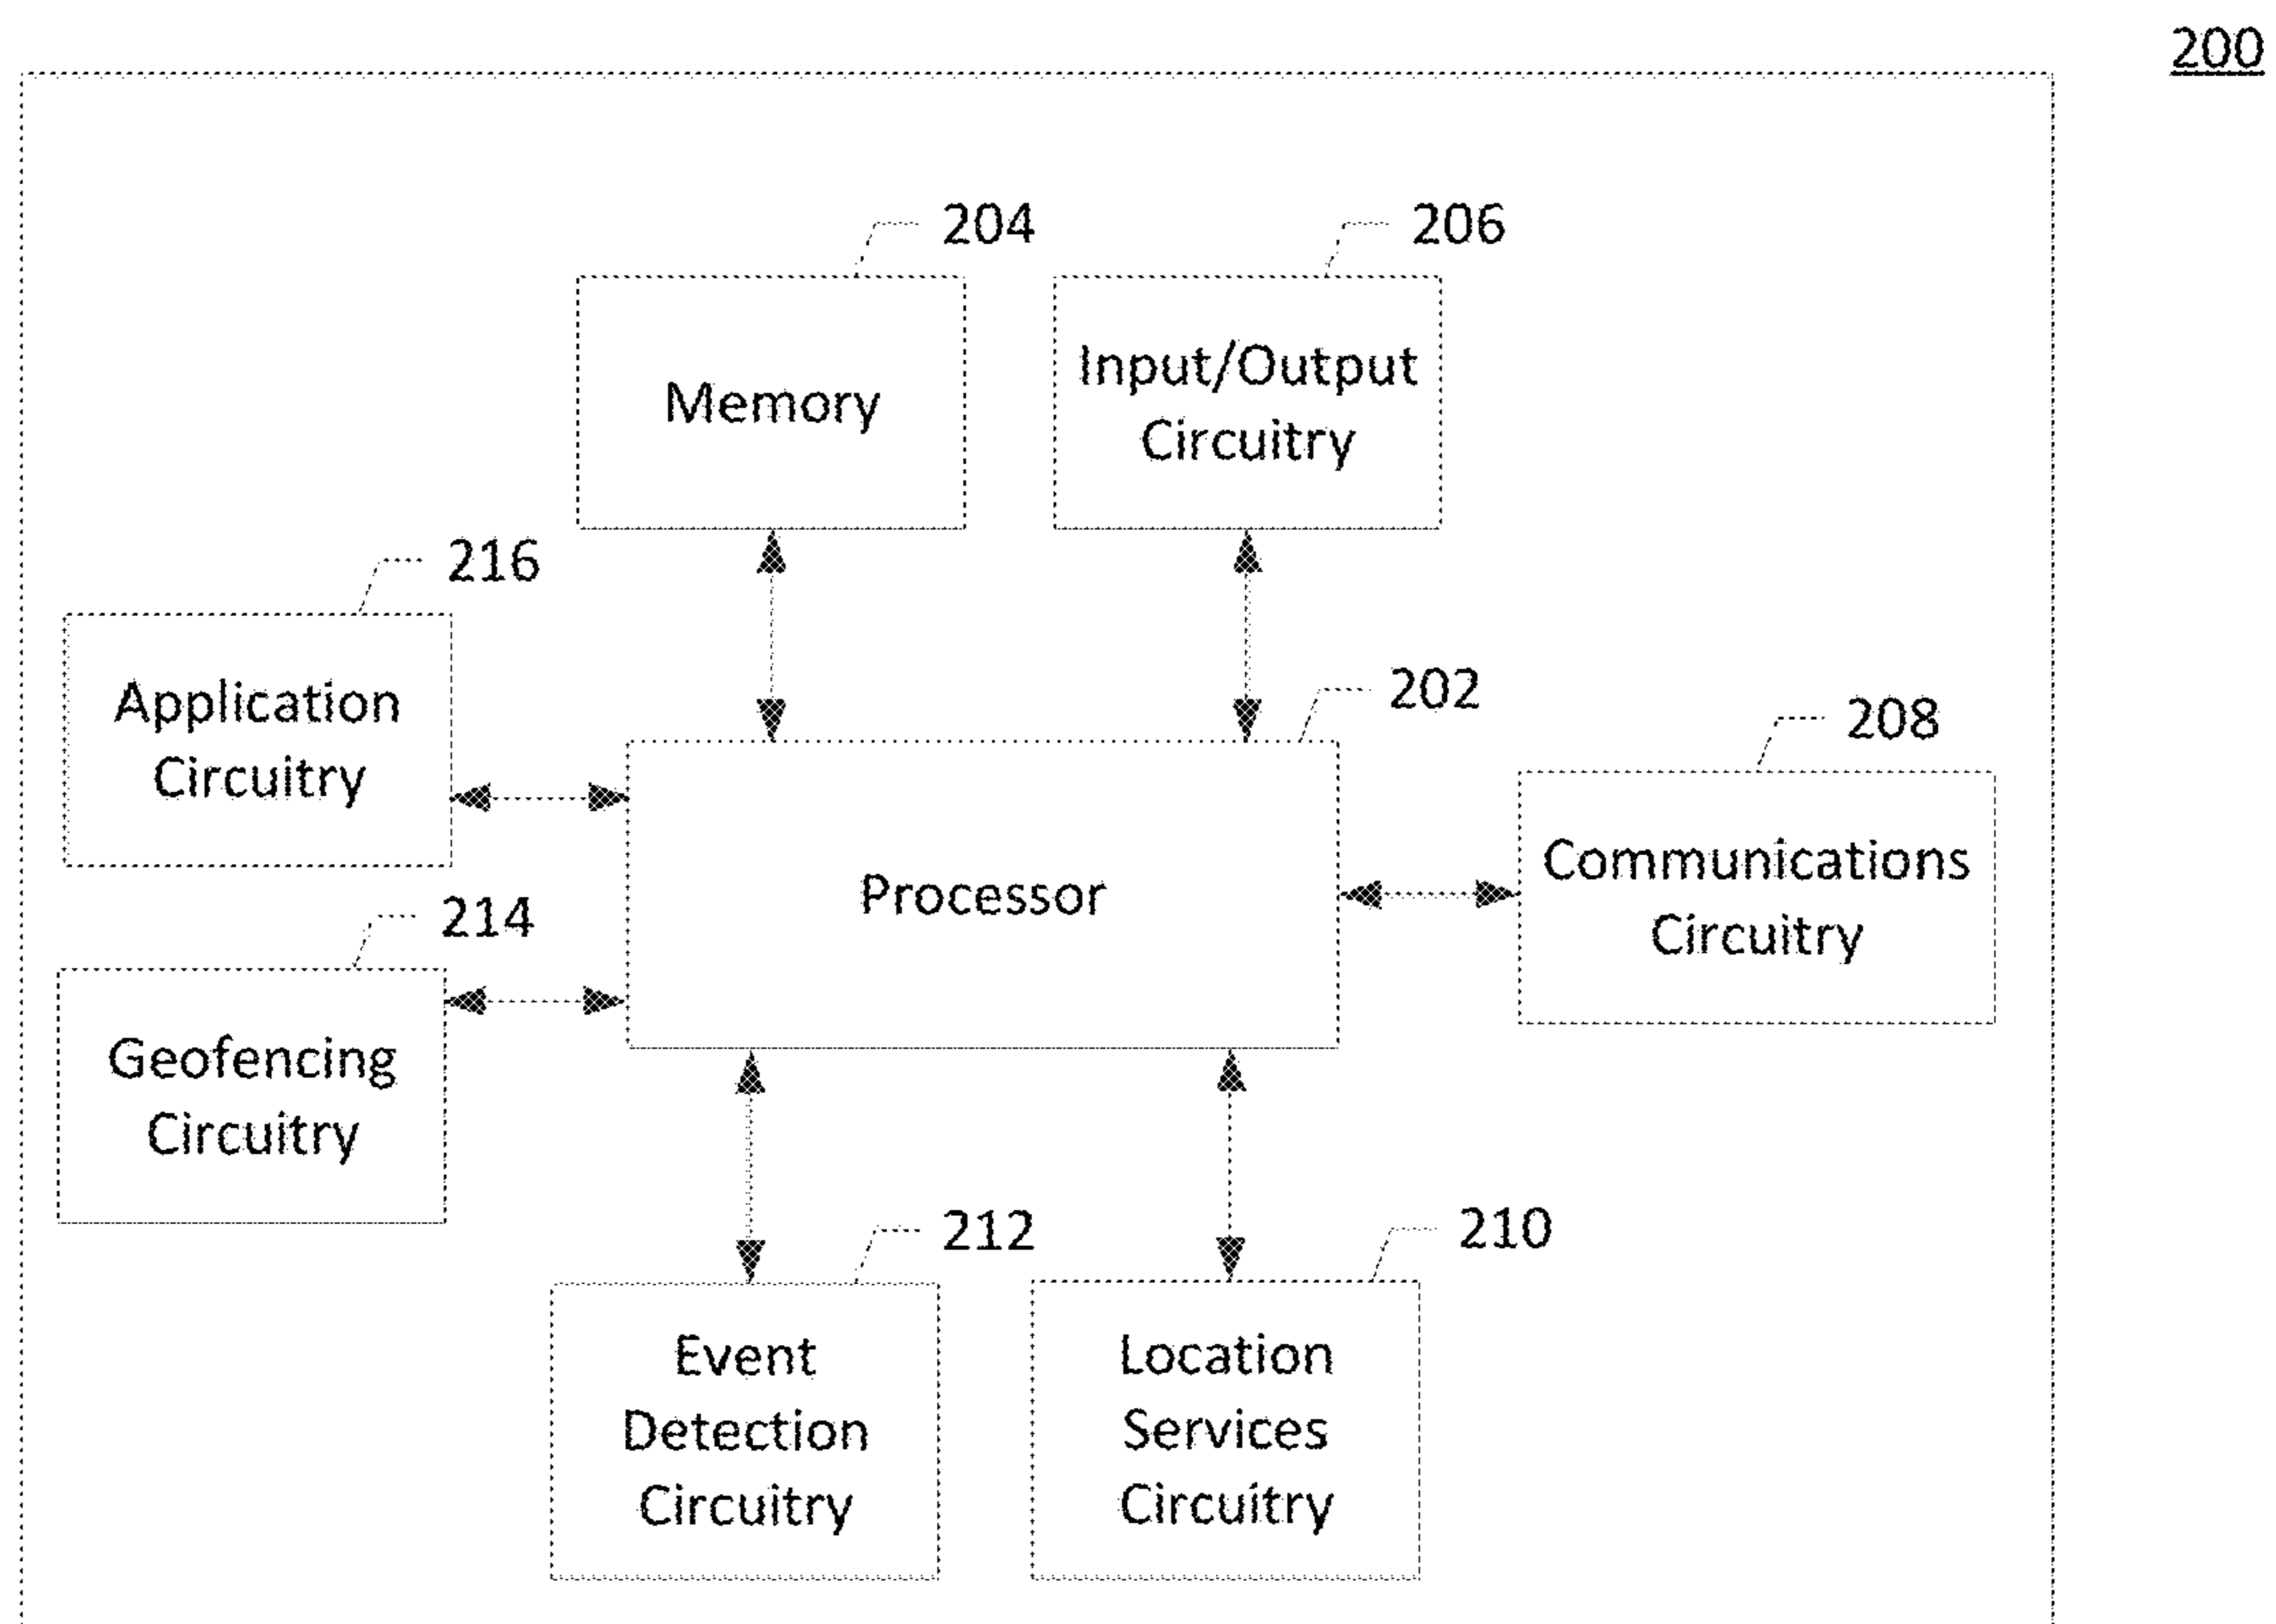 200
204
206
Memory
Input/Output
Circuitry
216
Application
Circuitry
202
208
Processor
Communications
Circuitry
214
Geofencing
Circuitry
212
210
Event
Detection
Circuitry
Location
Services
Circuitry